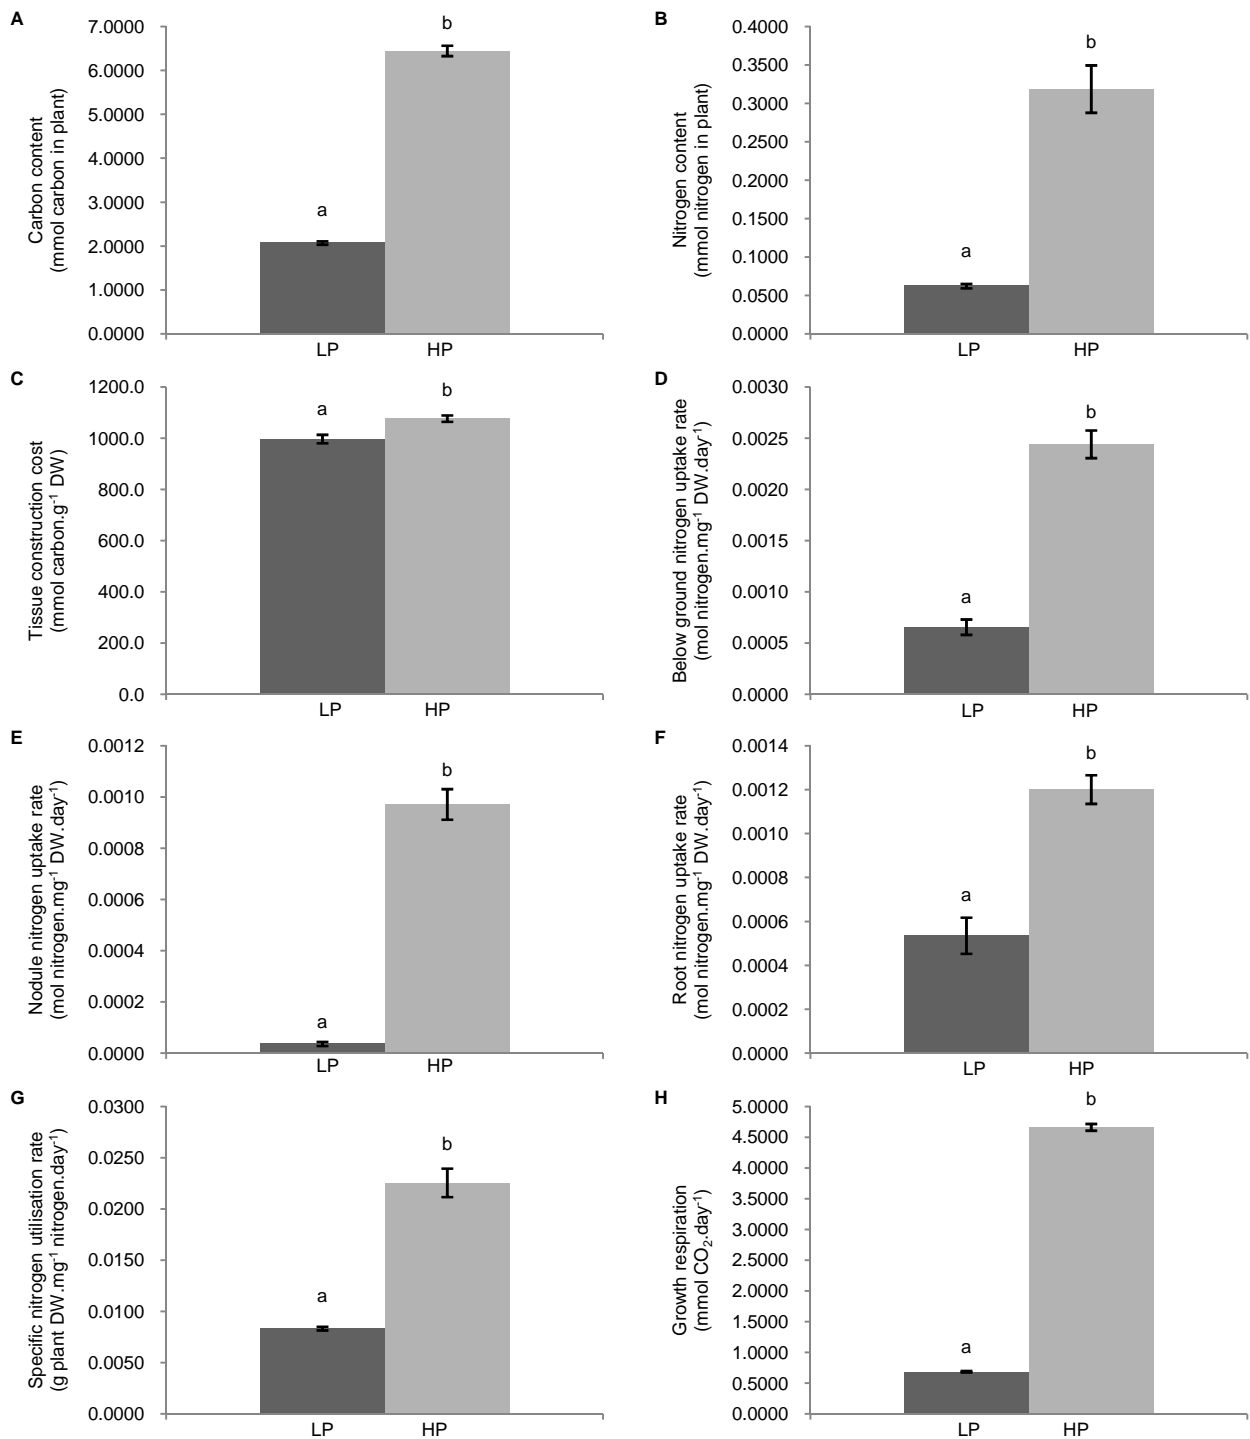 A
Carbon content
(mmol carbon in plant)
7.0000
6.0000
5.0000
4.0000
3.0000
2.0000
1.0000
0.0000
a
b
LP HP
B
Nitrogen content
(mmol nitrogen in plant)
0.4000
0.3500
0.3000
0.2500
0.2000
0.1500
0.1000
0.0500
0.0000
a
b
LP HP
C
Tissue construction cost
(mmol carbon.g⁻¹ DW)
1200.0
1000.0
800.0
600.0
400.0
200.0
0.0
a
b
LP HP
D
Below ground nitrogen uptake rate
(mol nitrogen.mg⁻¹ DW.day⁻¹)
0.0030
0.0025
0.0020
0.0015
0.0010
0.0005
0.0000
a
b
LP HP
E
Nodule nitrogen uptake rate
(mol nitrogen.mg⁻¹ DW.day⁻¹)
0.0012
0.0010
0.0008
0.0006
0.0004
0.0002
0.0000
a
b
LP HP
F
Root nitrogen uptake rate
(mol nitrogen.mg⁻¹ DW.day⁻¹)
0.0014
0.0012
0.0010
0.0008
0.0006
0.0004
0.0002
0.0000
a
b
LP HP
G
Specific nitrogen utilisation rate
(g plant DW.mg⁻¹ nitrogen.day⁻¹)
0.0300
0.0250
0.0200
0.0150
0.0100
0.0050
0.0000
a
b
LP HP
H
Growth respiration
(mmol CO₂.day⁻¹)
5.0000
4.5000
4.0000
3.5000
3.0000
2.5000
2.0000
1.5000
1.0000
0.5000
0.0000
a
b
LP HP